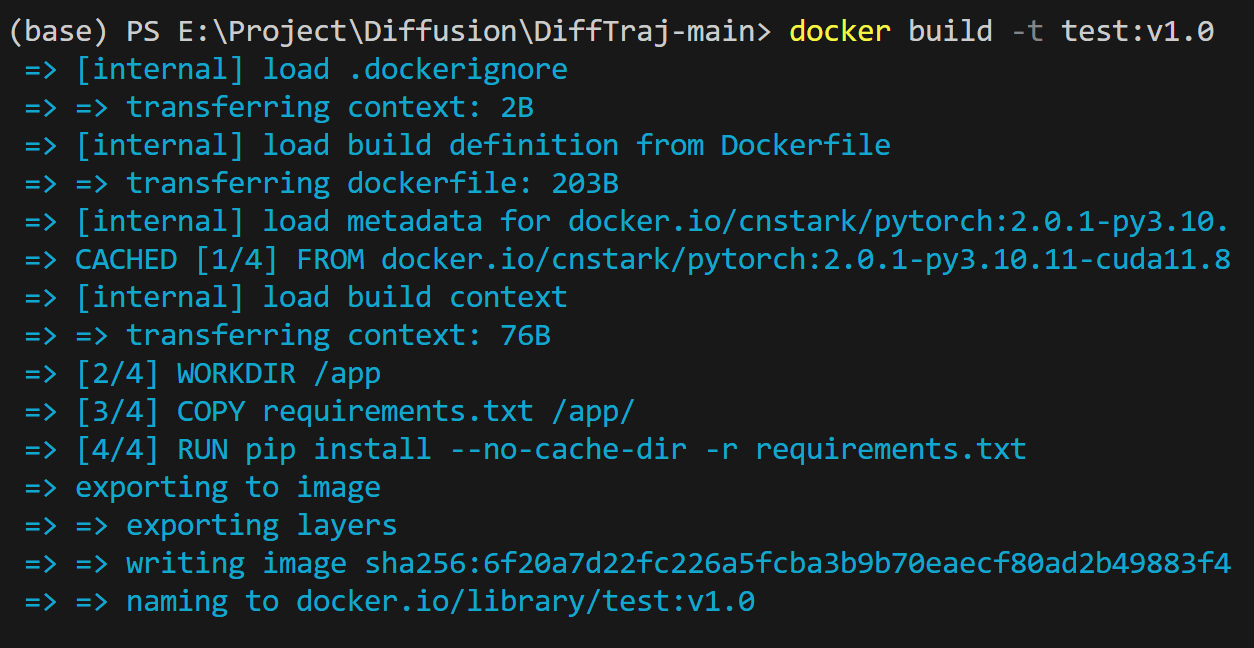 (base) PS E:\Project\Diffusion\DiffTraj-main> docker build -t test:v1.0
=> [internal] load .dockerignore
=> => transferring context: 2B
=> [internal] load build definition from Dockerfile
=> => transferring dockerfile: 203B
=> [internal] load metadata for docker.io/cnstark/pytorch:2.0.1-py3.10.
=> CACHED [1/4] FROM docker.io/cnstark/pytorch:2.0.1-py3.10.11-cuda11.8
=> [internal] load build context
=> => transferring context: 76B
=> [2/4] WORKDIR /app
=> [3/4] COPY requirements.txt /app/
=> [4/4] RUN pip install --no-cache-dir -r requirements.txt
=> exporting to image
=> => exporting layers
=> => writing image sha256:6f20a7d22fc226a5fcba3b9b70eaecf80ad2b49883f4
=> => naming to docker.io/library/test:v1.0